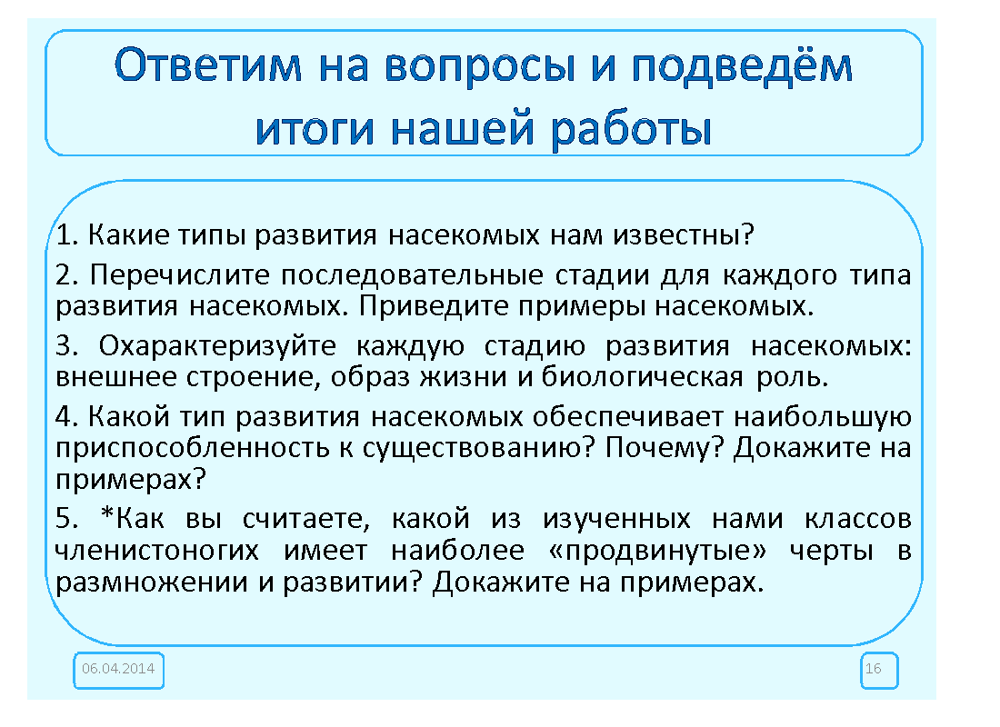 Ответим на вопросы и подведём
итоги нашей работы
1. Какие типы развития насекомых нам известны?
2. Перечислите последовательные стадии для каждого типа
развития насекомых. Приведите примеры насекомых.
3. Охарактеризуйте каждую стадию развития насекомых:
внешнее строение, образ жизни и биологическая роль.
4. Какой тип развития насекомых обеспечивает наибольшую
приспособленность к существованию? Почему? Докажите на
примерах?
5. *Как вы считаете, какой из изученных нами классов
членистоногих имеет наиболее «продвинутые» черты в
размножении и развитии? Докажите на примерах.
06.04.2014
16